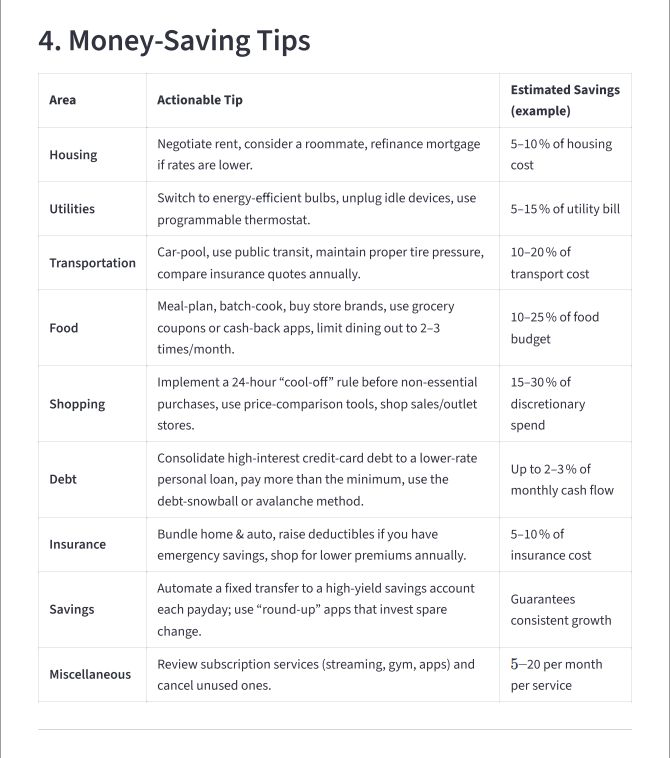 4. Money-Saving Tips
Area
Actionable Tip
Estimated Savings
(example)
Housing
Negotiate rent, consider a roommate, refinance mortgage
if rates are lower.
5–10 % of housing
cost
Utilities
Switch to energy-efficient bulbs, unplug idle devices, use
programmable thermostat.
5–15 % of utility bill
Transportation
Car-pool, use public transit, maintain proper tire pressure,
compare insurance quotes annually.
10–20 % of
transport cost
Food
Meal-plan, batch-cook, buy store brands, use grocery
coupons or cash-back apps, limit dining out to 2–3
times/month.
10–25 % of food
budget
Shopping
Implement a 24-hour “cool-off” rule before non-essential
purchases, use price-comparison tools, shop sales/outlet
stores.
15–30 % of
discretionary
spend
Debt
Consolidate high-interest credit-card debt to a lower-rate
personal loan, pay more than the minimum, use the
debt-snowball or avalanche method.
Up to 2–3 % of
monthly cash flow
Insurance
Bundle home & auto, raise deductibles if you have
emergency savings, shop for lower premiums annually.
5–10 % of
insurance cost
Savings
Automate a fixed transfer to a high-yield savings account
each payday; use “round-up” apps that invest spare
change.
Guarantees
consistent growth
Miscellaneous
Review subscription services (streaming, gym, apps) and
cancel unused ones.
5–20 per month
per service